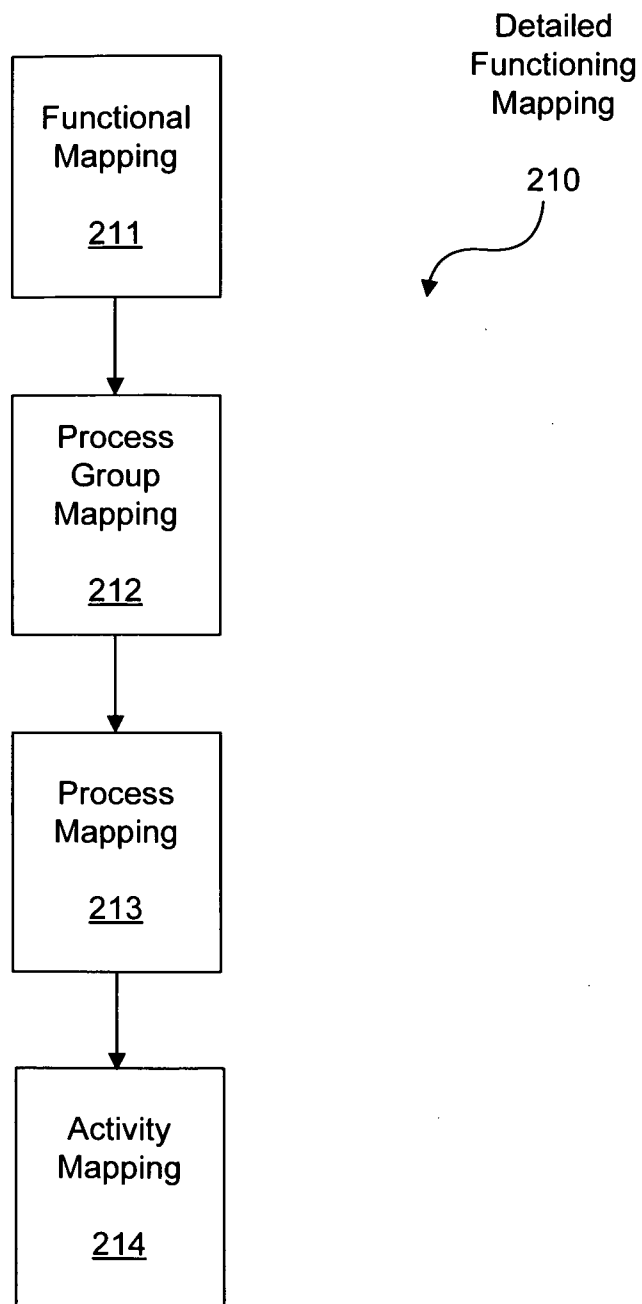 Detailed
Functioning
Mapping
210
Functional
Mapping
211
Process
Group
Mapping
212
Process
Mapping
213
Activity
Mapping
214